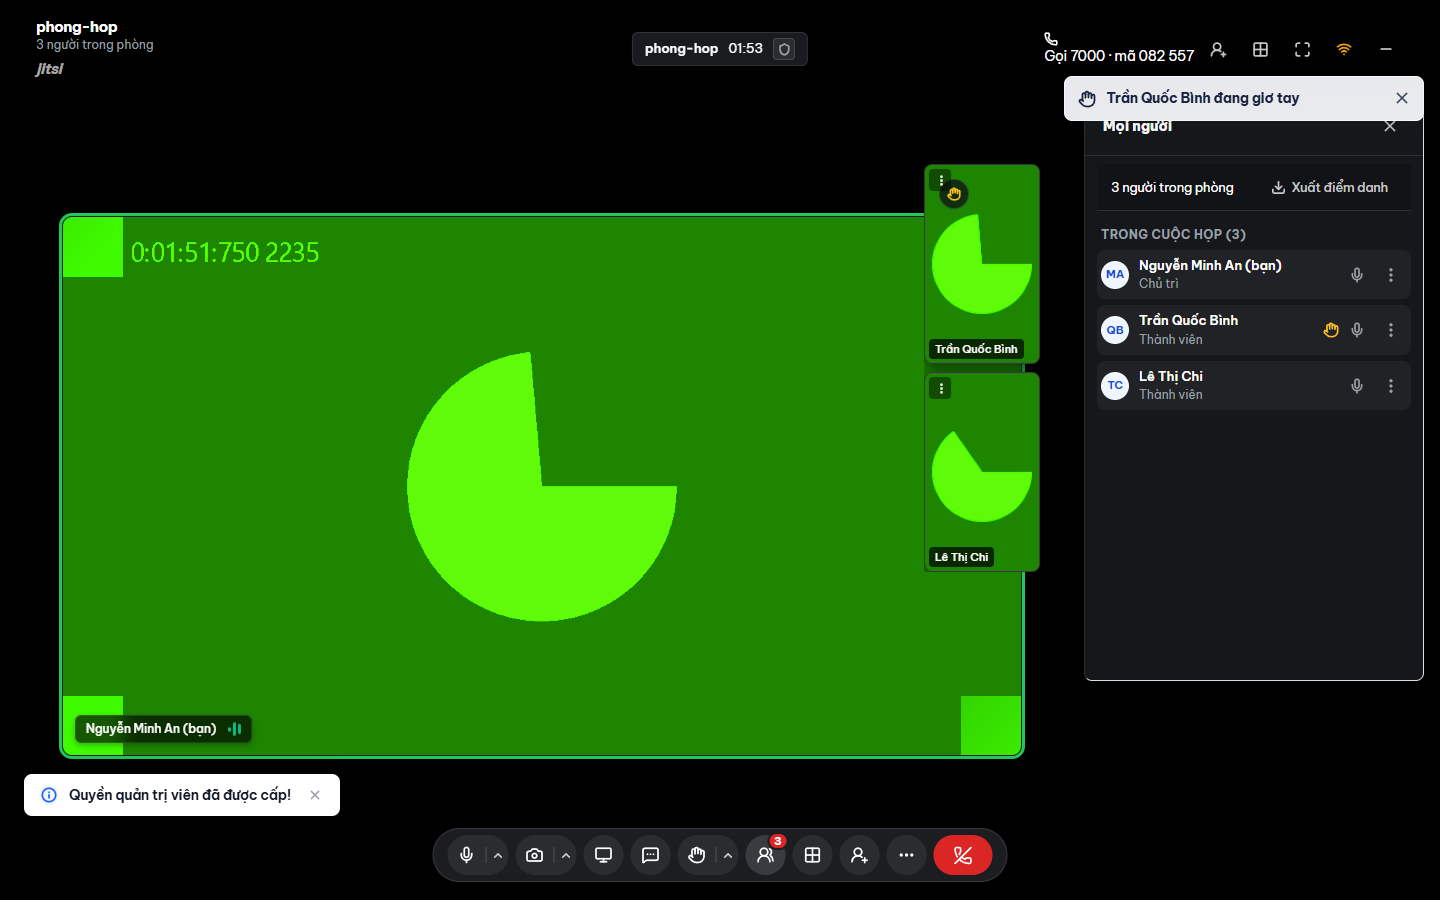 phong-hop
3 người trong phòng
jitsi
phong-hop 01:53
Gọi 7000 · mã 082 557
Trần Quốc Bình đang giơ tay
Mọi người
3 người trong phòng
Xuất điểm danh
TRONG CUỘC HỌP (3)
MA
Nguyễn Minh An (bạn)
Chủ trì
QB
Trần Quốc Bình
Thành viên
TC
Lê Thị Chi
Thành viên
0:01:51:750 2235
Trần Quốc Bình
Lê Thị Chi
Nguyễn Minh An (bạn)
Quyền quản trị viên đã được cấp!
3